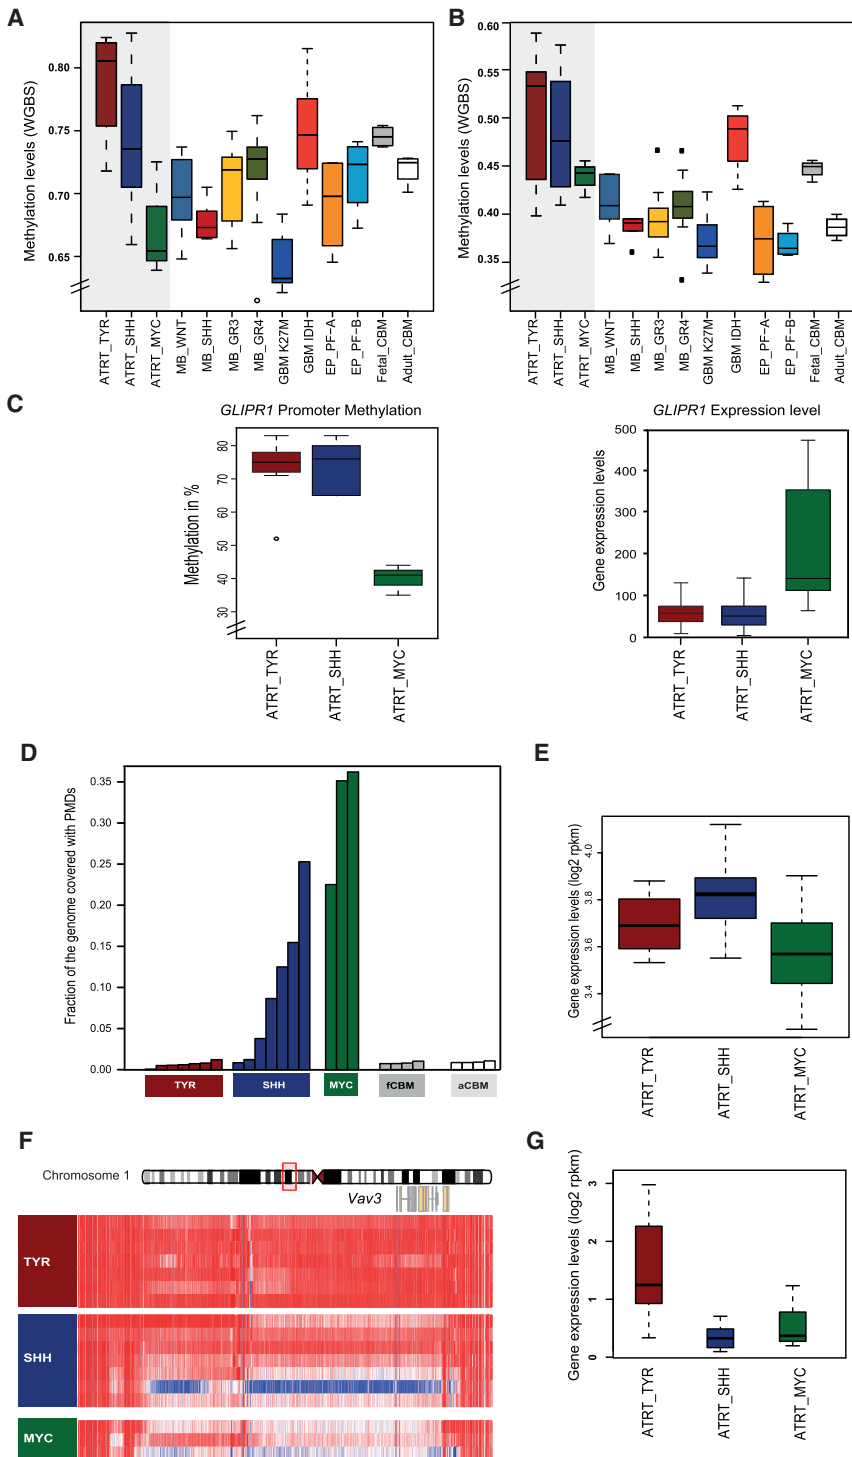 A
Methylation levels (WGBS)
0.80
0.75
0.70
0.65
ATRT_TYR
ATRT_SHH
ATRT_MYC
MB_WNT
MB_SHH
MB_GR3
MB_GR4
GBM K27M
GBM IDH
EP_PF-A
EP_PF-B
Fetal_CBM
Adult_CBM
B
Methylation levels (WGBS)
0.60
0.55
0.50
0.45
0.40
0.35
ATRT_TYR
ATRT_SHH
ATRT_MYC
MB_WNT
MB_SHH
MB_GR3
MB_GR4
GBM K27M
GBM IDH
EP_PF-A
EP_PF-B
Fetal_CBM
Adult_CBM
C
GLIPR1 Promoter Methylation
Methylation in %
80
70
60
50
40
30
ATRT_TYR
ATRT_SHH
ATRT_MYC
GLIPR1 Expression level
Gene expression levels
500
400
300
200
100
0
ATRT_TYR
ATRT_SHH
ATRT_MYC
D
Fraction of the genome covered with PMDs
0.35
0.30
0.25
0.20
0.15
0.10
0.05
0.00
TYR
SHH
MYC
fCBM
aCBM
E
Gene expression levels (log2 rpkm)
4.0
3.8
3.6
3.4
ATRT_TYR
ATRT_SHH
ATRT_MYC
F
Chromosome 1
Vav3
TYR
SHH
MYC
G
Gene expression levels (log2 rpkm)
3
2
1
0
ATRT_TYR
ATRT_SHH
ATRT_MYC